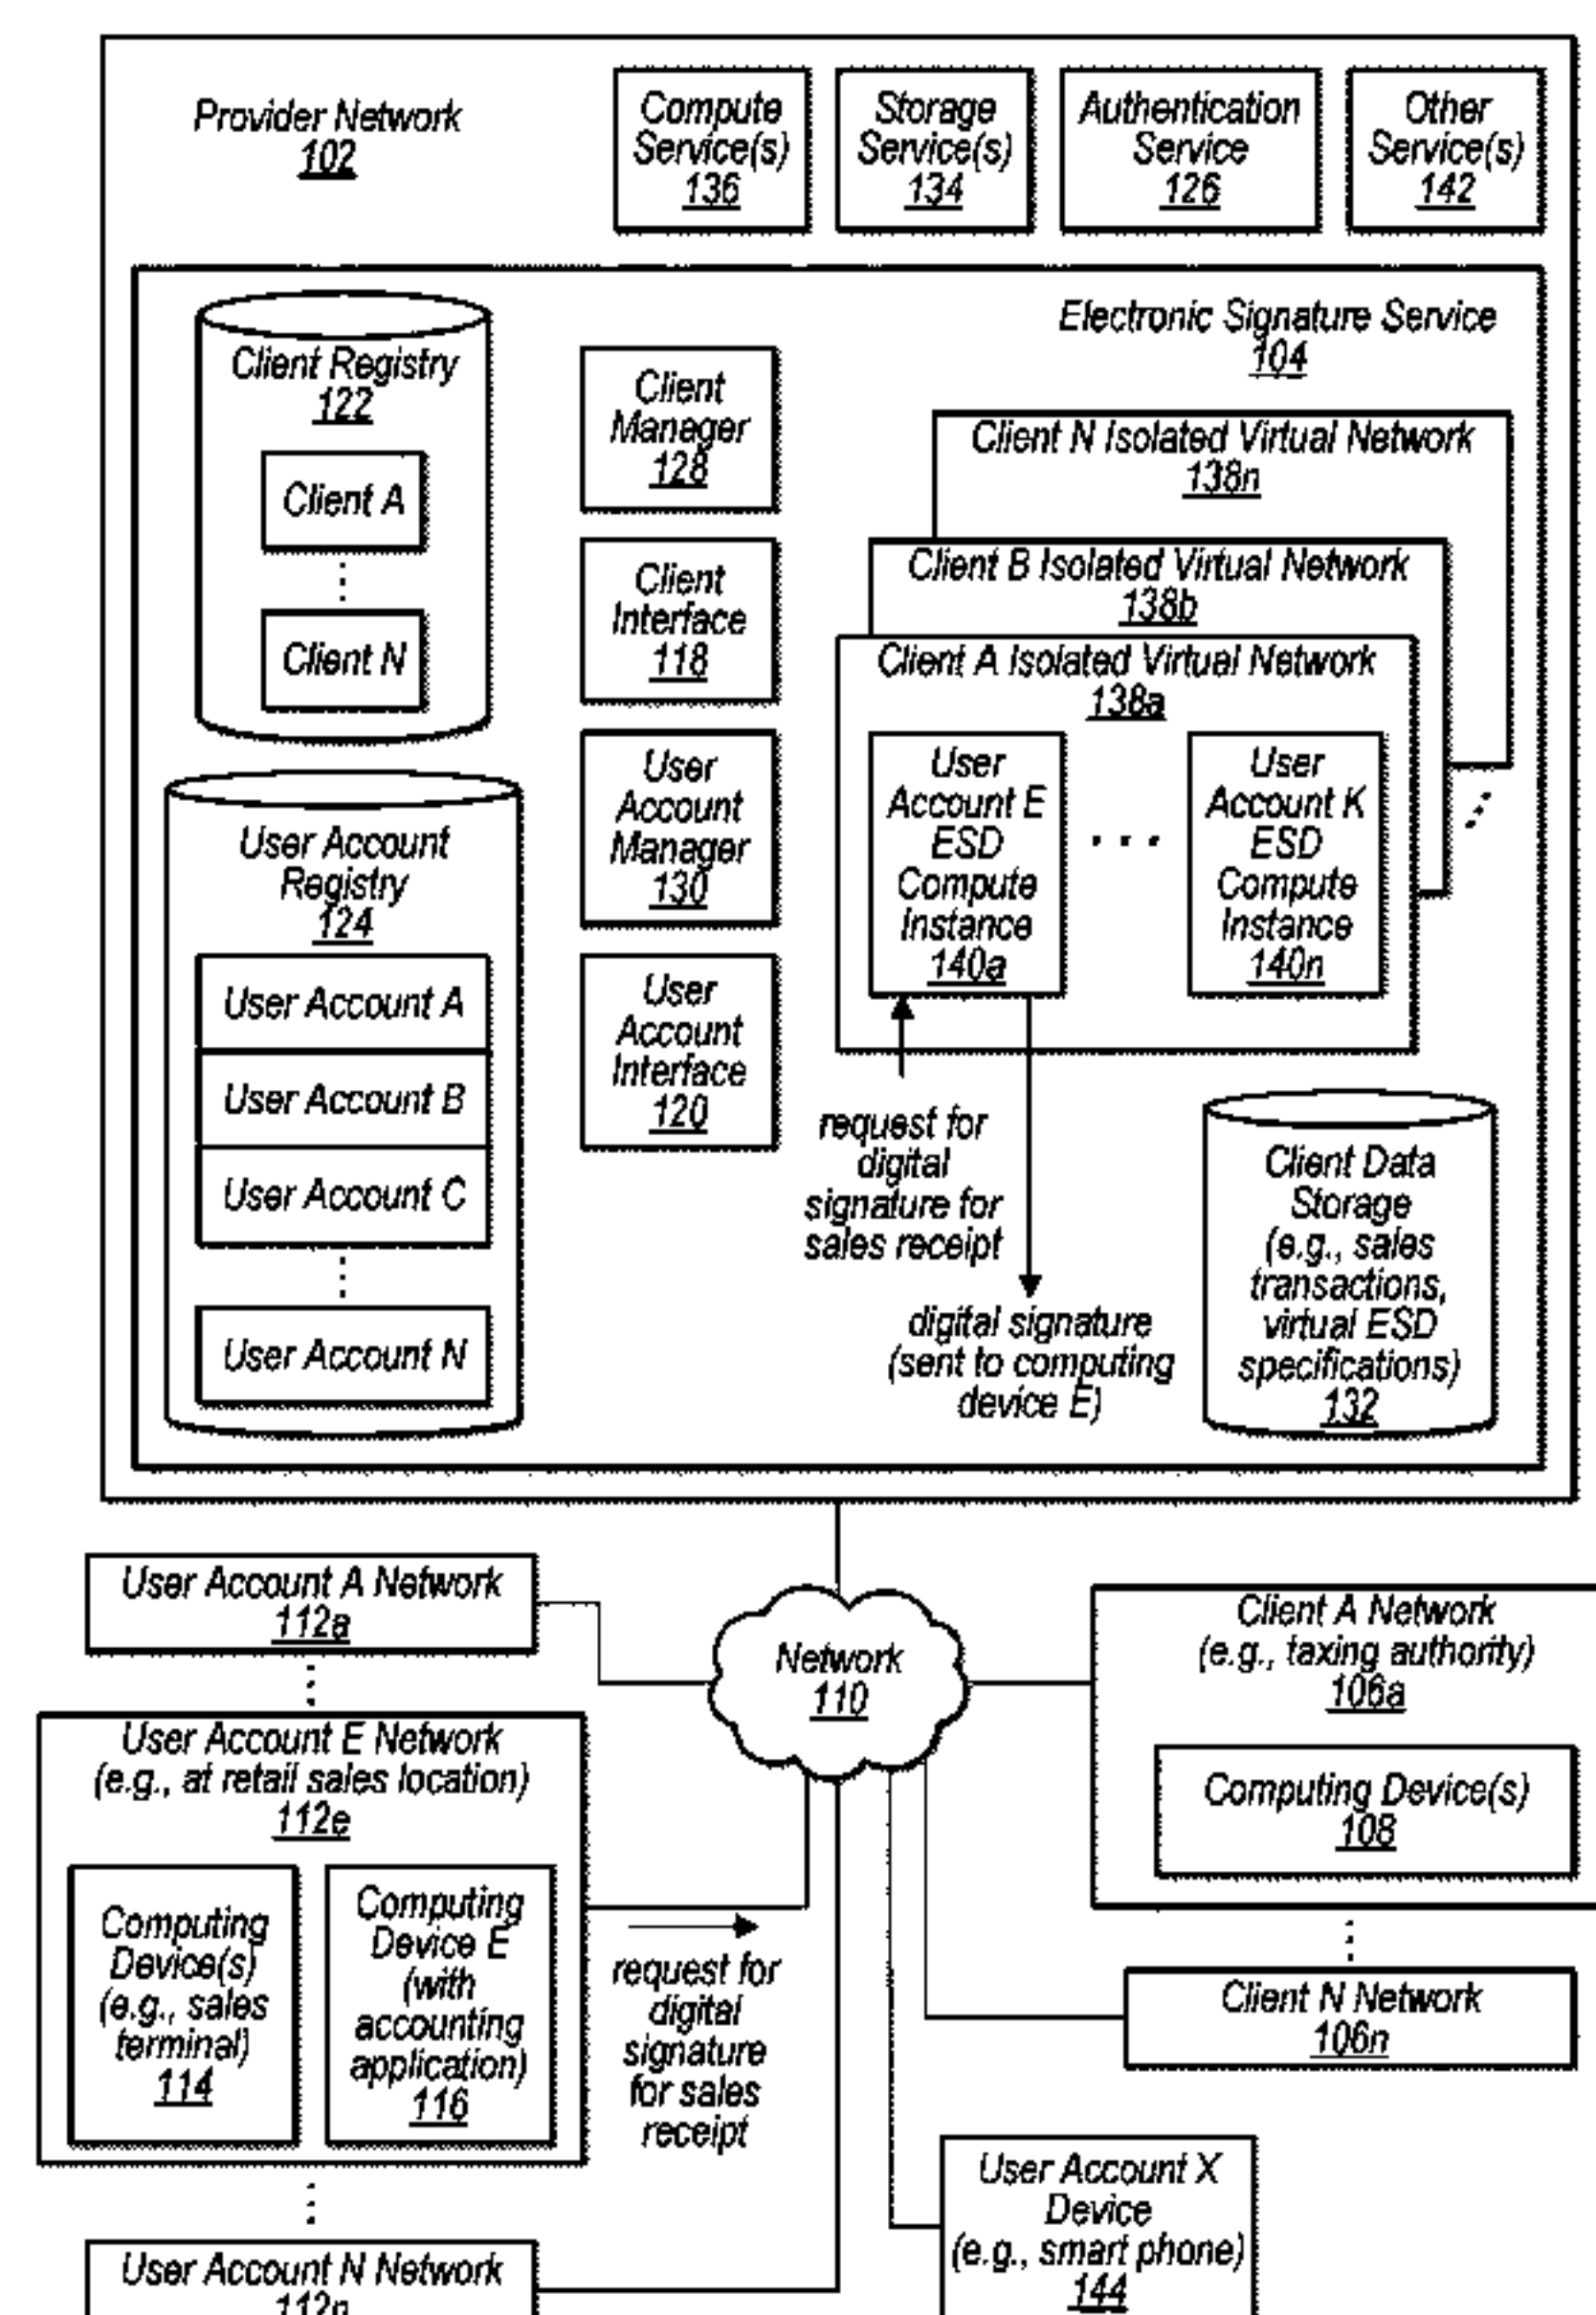 Provider Network
102
Compute
Service(s)
136
Storage
Service(s)
134
Authentication
Service
126
Other
Service(s)
142
Electronic Signature Service
104
Client Registry
122
Client A
Client N
Client
Manager
128
Client
Interface
118
User
Account
Manager
130
User
Account
Interface
120
Client N Isolated Virtual Network
138n
Client B Isolated Virtual Network
138b
Client A Isolated Virtual Network
138a
User
Account E
ESD
Compute
Instance
140a
. . .
User
Account K
ESD
Compute
Instance
140n
User Account
Registry
124
User Account A
User Account B
User Account C
User Account N
request for
digital
signature for
sales receipt
digital signature
(sent to computing
device E)
Client Data
Storage
(e.g., sales
transactions,
virtual ESD
specifications)
132
User Account A Network
112a
Network
110
Client A Network
(e.g., taxing authority)
106a
Computing Device(s)
108
User Account E Network
(e.g., at retail sales location)
112e
Computing
Device(s)
(e.g., sales
terminal)
114
Computing
Device E
(with
accounting
application)
116
request for
digital
signature
for sales
receipt
Client N Network
106n
User Account X
Device
(e.g., smart phone)
144
User Account N Network
112n